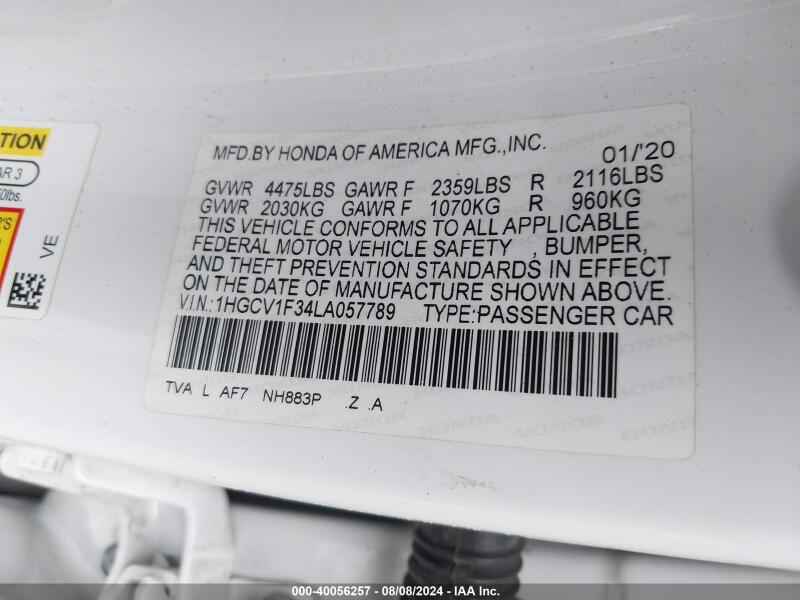 TION
AR 3
50lbs.
VE
MFD.BY HONDA OF AMERICA MFG.,INC. 01/'20
GVWR 4475LBS GAWR F 2359LBS R 2116LBS
GVWR 2030KG GAWR F 1070KG R 960KG
THIS VEHICLE CONFORMS TO ALL APPLICABLE
FEDERAL MOTOR VEHICLE SAFETY , BUMPER,
AND THEFT PREVENTION STANDARDS IN EFFECT
ON THE DATE OF MANUFACTURE SHOWN ABOVE.
V.I.N.:1HGCV1F34LA057789 TYPE:PASSENGER CAR
TVA L AF7 NH883P .Z .A
000-40056257 - 08/08/2024 - IAA Inc.